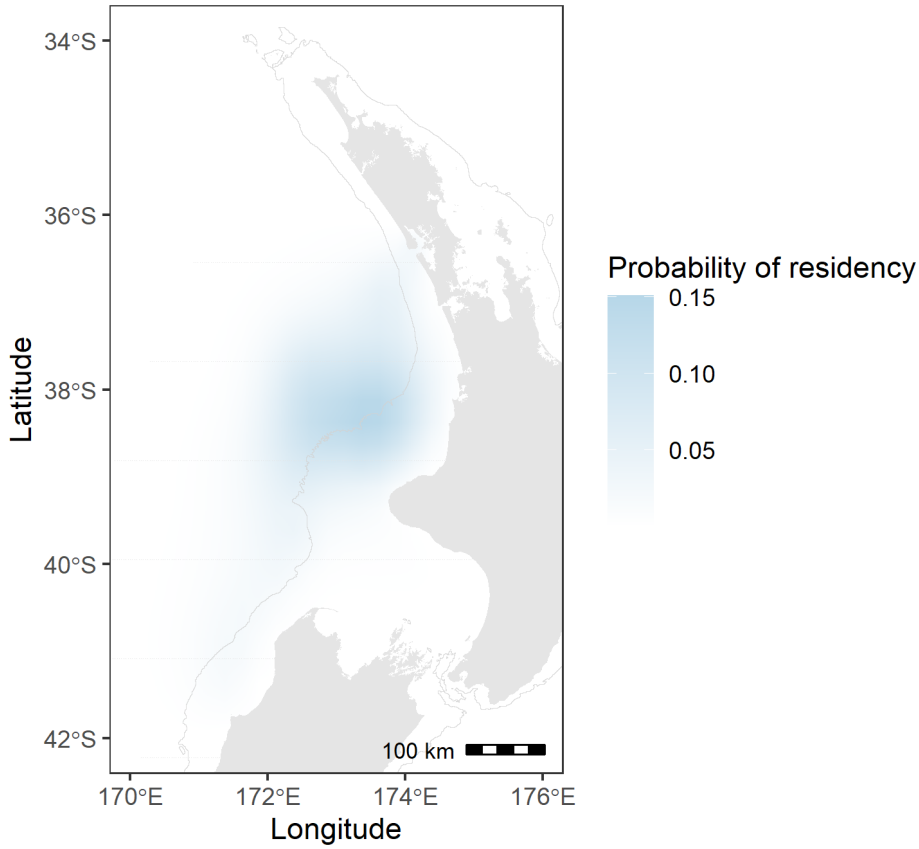 34°S
36°S
38°S
40°S
42°S
Latitude
170°E 172°E 174°E 176°E
Longitude
100 km
Probability of residency
0.15
0.10
0.05